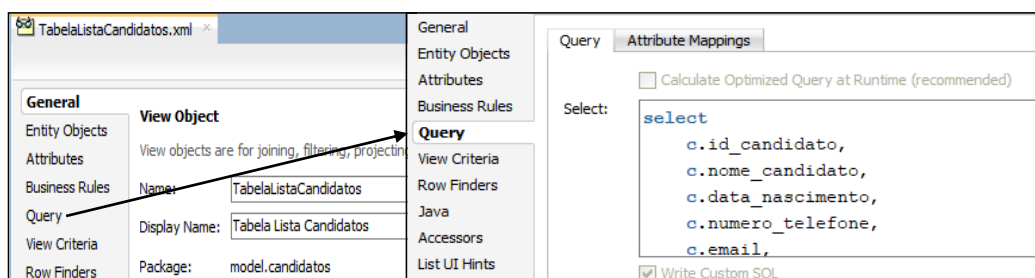 TabelaListaCandidatos.xml
General
Entity Objects
Attributes
Business Rules
Query
View Criteria
Row Finders
View Object
View objects are for joining, filtering, projecting
Name: TabelaListaCandidatos
Display Name: Tabela Lista Candidatos
Package: model.candidatos
General
Entity Objects
Attributes
Business Rules
Query
View Criteria
Row Finders
Java
Accessors
List UI Hints
Query Attribute Mappings
Calculate Optimized Query at Runtime (recommended)
Select:
select
c.id_candidato,
c.nome_candidato,
c.data_nascimento,
c.numero_telefone,
c.email,
Write Custom SQL